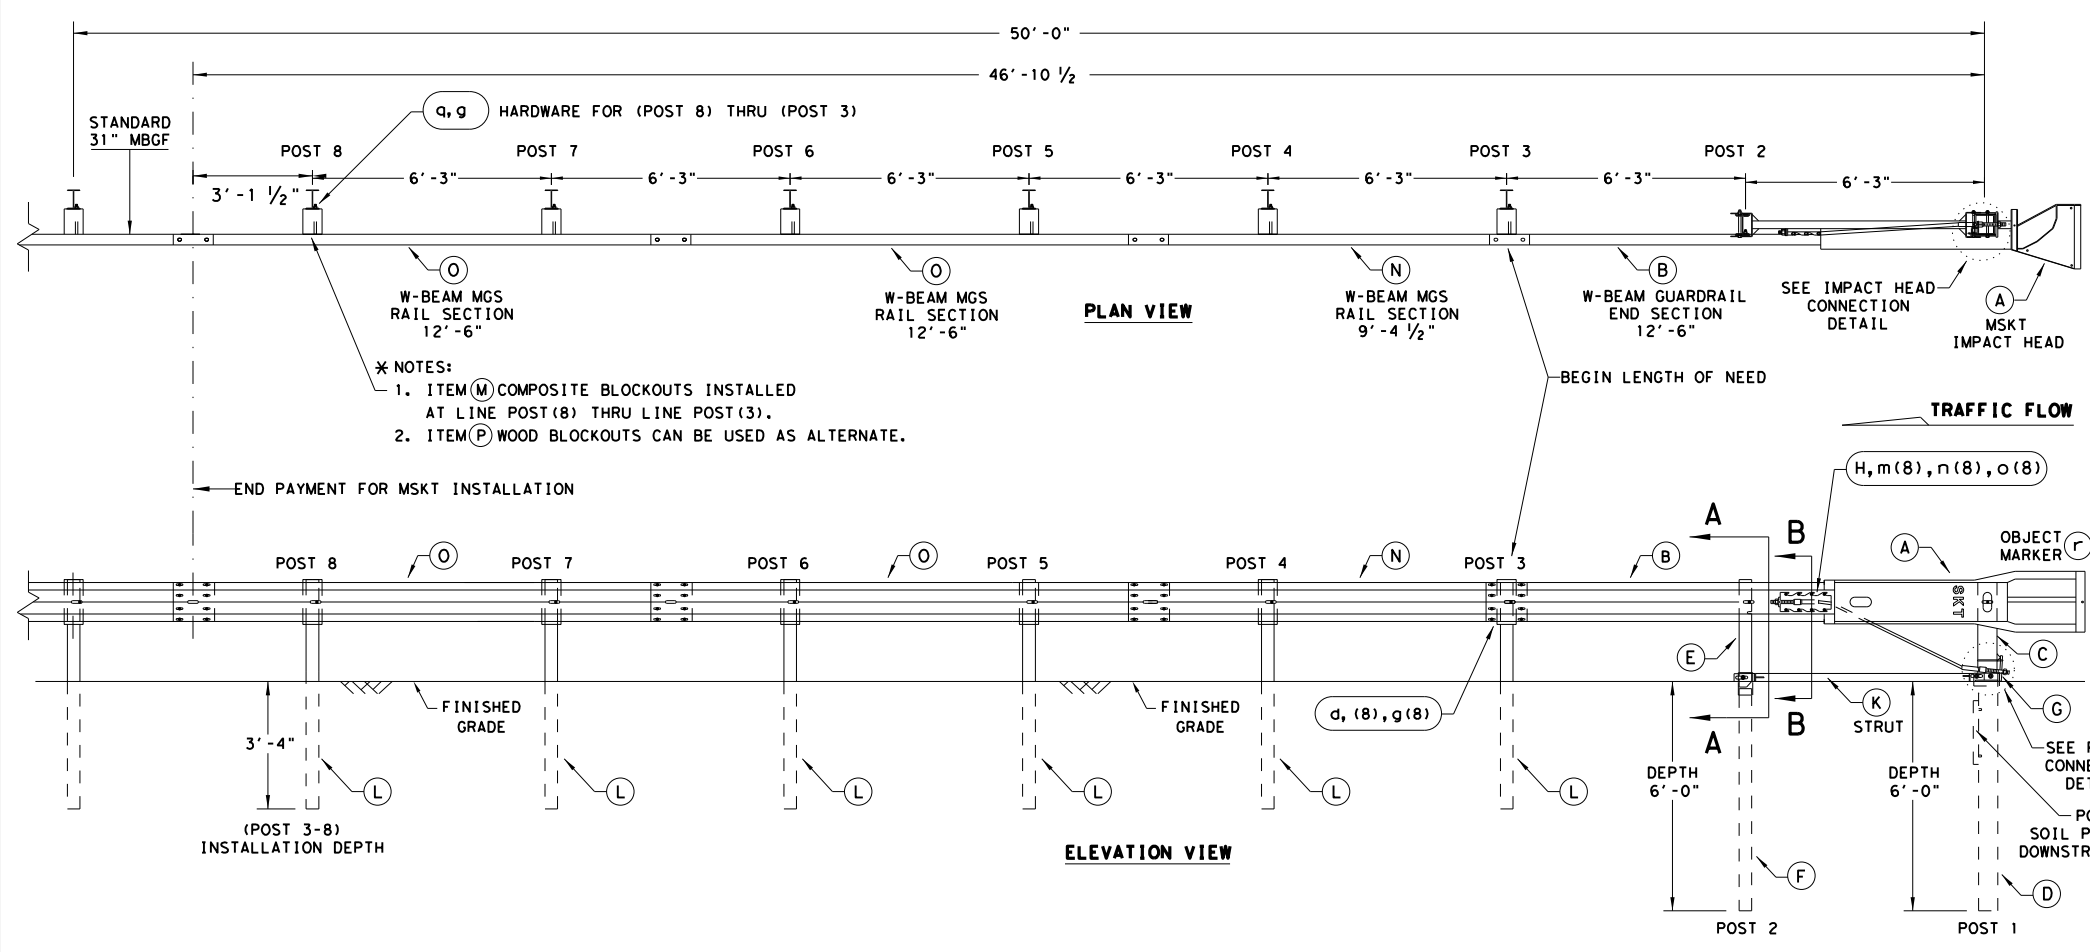 50'-0"
46'-10 ½
STANDARD
31" MBGF
q,g
HARDWARE FOR (POST 8) THRU (POST 3)
POST 8
POST 7
POST 6
POST 5
POST 4
POST 3
POST 2
3'-1 ½"
6'-3"
6'-3"
6'-3"
6'-3"
6'-3"
6'-3"
6'-3"
O
W-BEAM MGS
RAIL SECTION
12'-6"
O
W-BEAM MGS
RAIL SECTION
12'-6"
PLAN VIEW
N
W-BEAM MGS
RAIL SECTION
9'-4 ½"
B
W-BEAM GUARDRAIL
END SECTION
12'-6"
SEE IMPACT HEAD
CONNECTION
DETAIL
A
MSKT
IMPACT HEAD
* NOTES:
1. ITEM M COMPOSITE BLOCKOUTS INSTALLED
AT LINE POST(8) THRU LINE POST(3).
2. ITEM P WOOD BLOCKOUTS CAN BE USED AS ALTERNATE.
BEGIN LENGTH OF NEED
TRAFFIC FLOW
END PAYMENT FOR MSKT INSTALLATION
H,m(8),n(8),o(8)
POST 8
O
POST 7
POST 6
O
POST 5
POST 4
N
POST 3
B
A
B
A
OBJECT
MARKER r
SKT
E
C
FINISHED
GRADE
FINISHED
GRADE
d, (8),g(8)
A
B
K
STRUT
G
3'-4"
L
L
L
L
L
L
DEPTH
6'-0"
DEPTH
6'-0"
SEE
CONNE
DET
SOIL P
DOWNSTR
(POST 3-8)
INSTALLATION DEPTH
ELEVATION VIEW
F
D
POST 2
POST 1